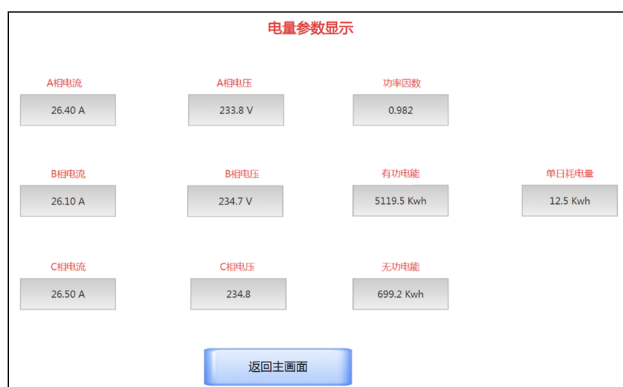 电量参数显示
A相电流 A相电压 功率因数
26.40 A 233.8 V 0.982
B相电流 B相电压 有功电能 单日耗电量
26.10 A 234.7 V 5119.5 Kwh 12.5 Kwh
C相电流 C相电压 无功电能
26.50 A 234.8 699.2 Kwh
返回主画面